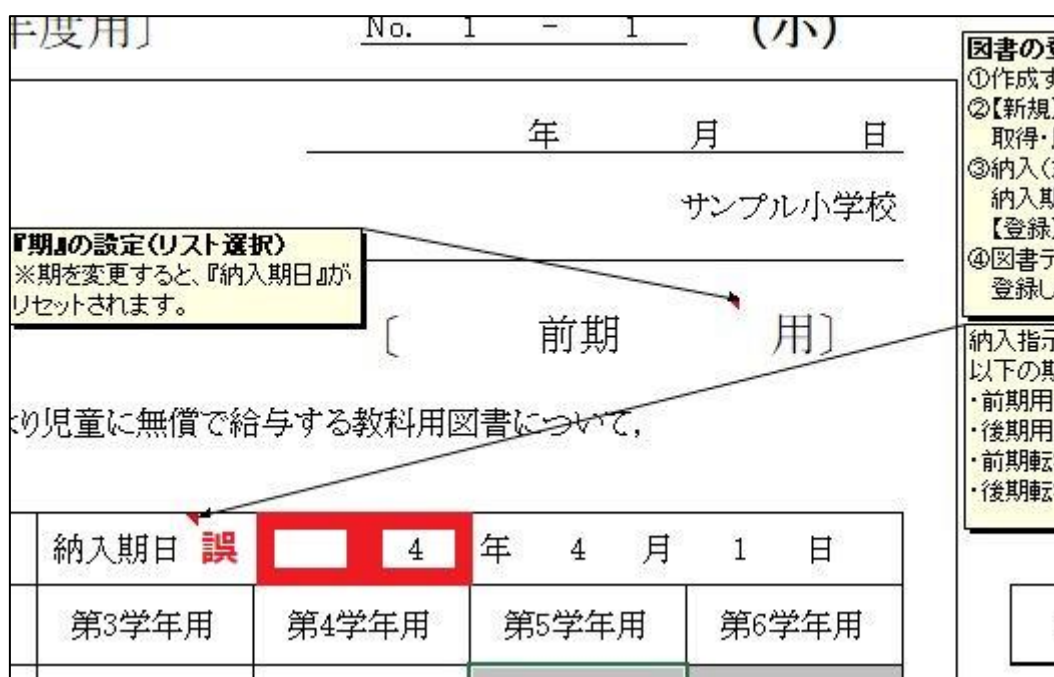 年度用〕 No. 1 - 1 (小)
年 月 日
サンプル小学校
『期』の設定(リスト選択)
※期を変更すると、『納入期日』が
リセットされます。
〔 前期 用〕
より児童に無償で給与する教科用図書について,
納入期日 誤 4 年 4 月 1 日
第3学年用 第4学年用 第5学年用 第6学年用
図書の
①作成す
②【新規】
取得・
③納入(
納入期
【登録
④図書
登録し
納入指示
以下の期
・前期用
・後期用
・前期転
・後期転